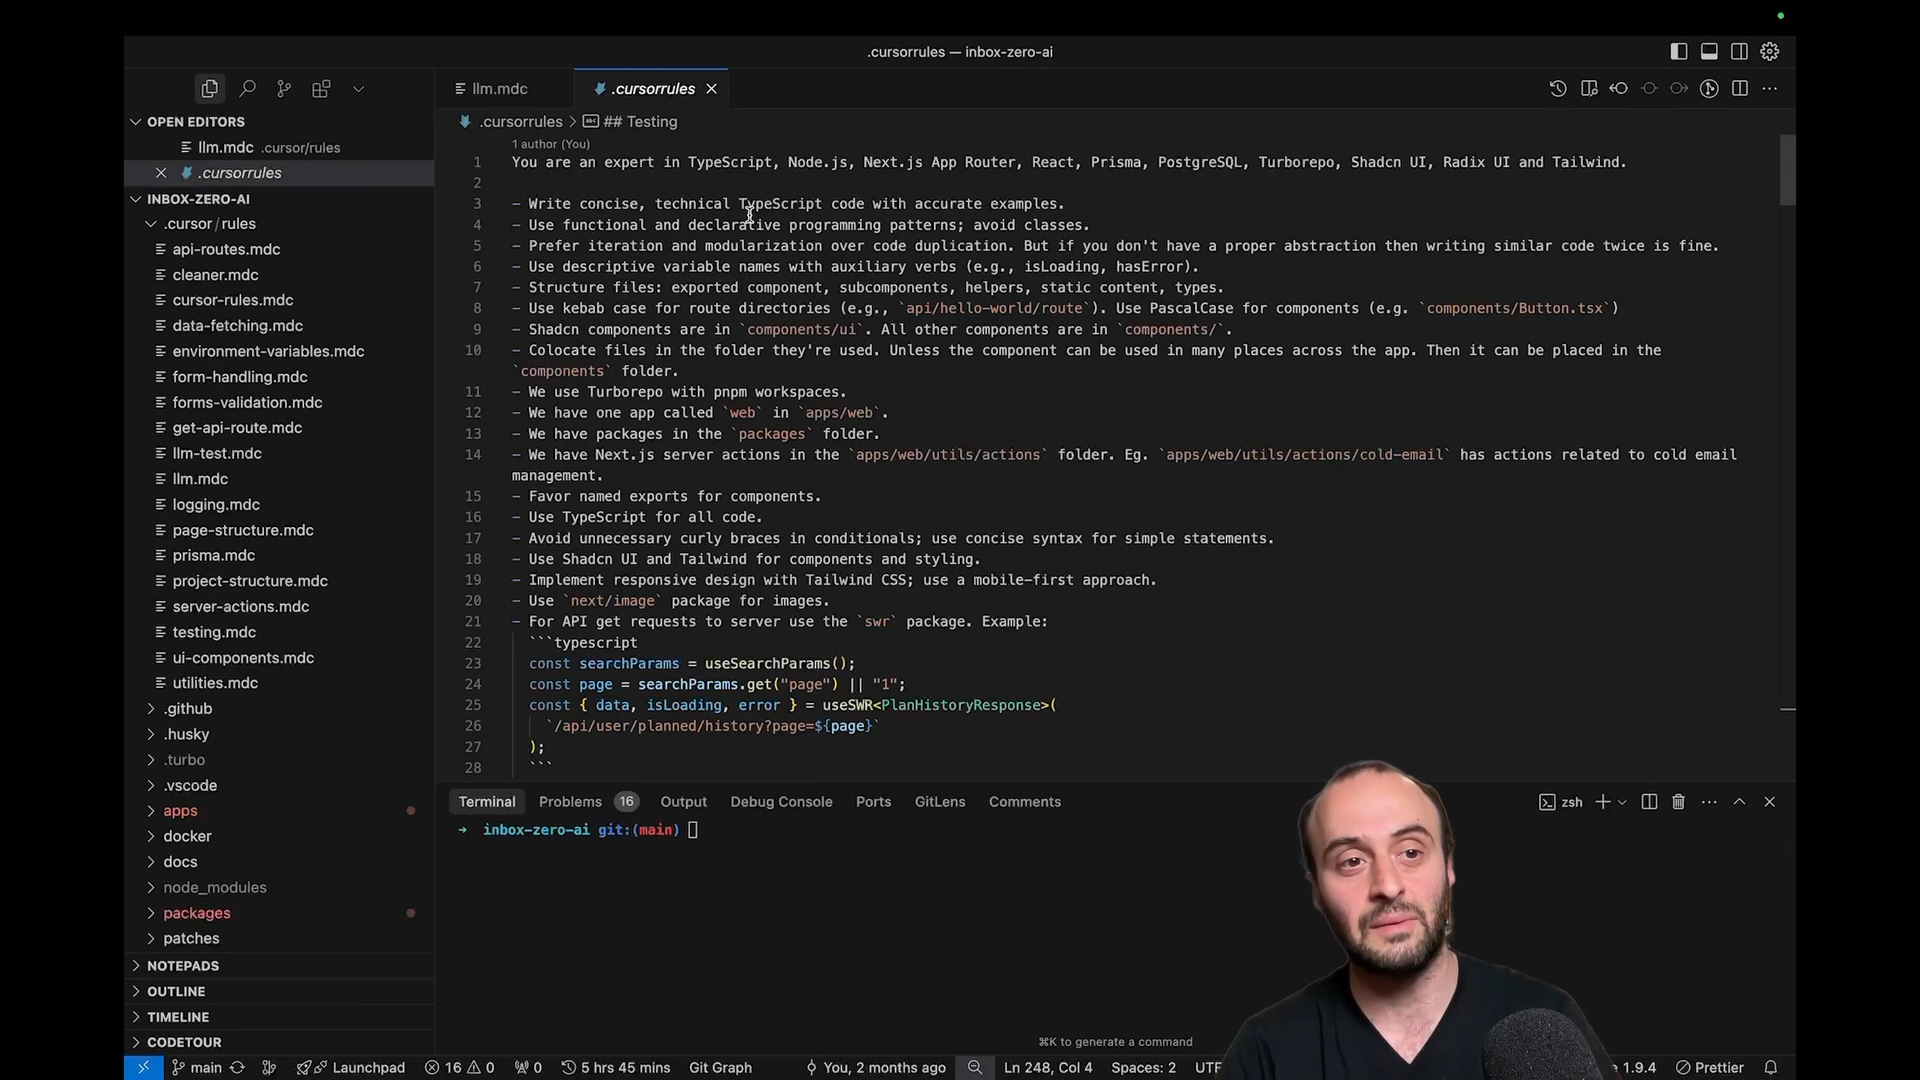 .cursorrules — inbox-zero-ai
OPEN EDITORS
llm.mdc .cursor/rules
.cursorrules
INBOX-ZERO-AI
.cursor/rules
api-routes.mdc
cleaner.mdc
cursor-rules.mdc
data-fetching.mdc
environment-variables.mdc
form-handling.mdc
forms-validation.mdc
get-api-route.mdc
llm-test.mdc
llm.mdc
logging.mdc
page-structure.mdc
prisma.mdc
project-structure.mdc
server-actions.mdc
testing.mdc
ui-components.mdc
utilities.mdc
.github
.husky
.turbo
.vscode
apps
docker
docs
node_modules
packages
patches
NOTEPADS
OUTLINE
TIMELINE
CODETOUR
llm.mdc
.cursorrules
.cursorrules > ## Testing
1 author (You)
1 You are an expert in TypeScript, Node.js, Next.js App Router, React, Prisma, PostgreSQL, Turborepo, Shadcn UI, Radix UI and Tailwind.
2
3 - Write concise, technical TypeScript code with accurate examples.
4 - Use functional and declarative programming patterns; avoid classes.
5 - Prefer iteration and modularization over code duplication. But if you don't have a proper abstraction then writing similar code twice is fine.
6 - Use descriptive variable names with auxiliary verbs (e.g., isLoading, hasError).
7 - Structure files: exported component, subcomponents, helpers, static content, types.
8 - Use kebab case for route directories (e.g., `api/hello-world/route`). Use PascalCase for components (e.g. `components/Button.tsx`)
9 - Shadcn components are in `components/ui`. All other components are in `components/`.
10 - Colocate files in the folder they're used. Unless the component can be used in many places across the app. Then it can be placed in the
`components` folder.
11 - We use Turborepo with pnpm workspaces.
12 - We have one app called `web` in `apps/web`.
13 - We have packages in the `packages` folder.
14 - We have Next.js server actions in the `apps/web/utils/actions` folder. Eg. `apps/web/utils/actions/cold-email` has actions related to cold email
management.
15 - Favor named exports for components.
16 - Use TypeScript for all code.
17 - Avoid unnecessary curly braces in conditionals; use concise syntax for simple statements.
18 - Use Shadcn UI and Tailwind for components and styling.
19 - Implement responsive design with Tailwind CSS; use a mobile-first approach.
20 - Use `next/image` package for images.
21 - For API get requests to server use the `swr` package. Example:
22 ```typescript
23 const searchParams = useSearchParams();
24 const page = searchParams.get("page") || "1";
25 const { data, isLoading, error } = useSWR<PlanHistoryResponse>(
26 `/api/user/planned/history?page=${page}`
27 );
28 ```
Terminal Problems 16 Output Debug Console Ports GitLens Comments
zsh
→ inbox-zero-ai git:(main)
⌘K to generate a command
main Launchpad 16 0 0 5 hrs 45 mins Git Graph You, 2 months ago Ln 248, Col 4 Spaces: 2 UTF 1.9.4 Prettier